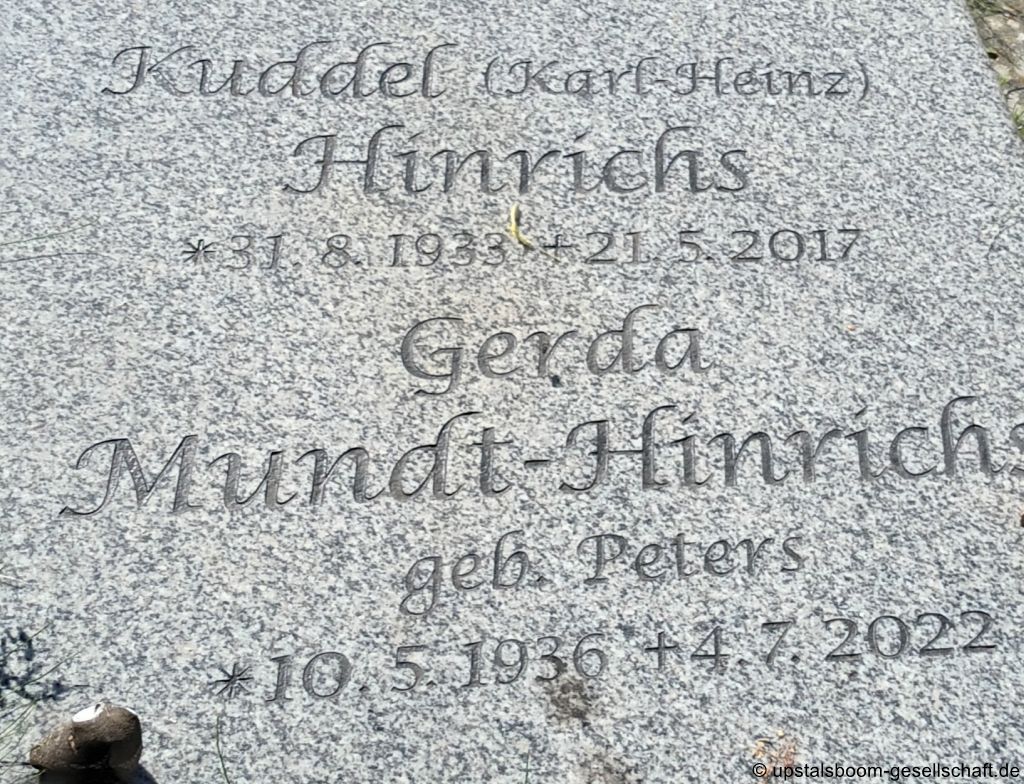 Kuddel (Karl-Heinz)
Hinrichs
*31. 8. 1933 +21. 5. 2017
Gerda
Mundt-Hinrichs
geb. Peters
*10. 5. 1936 +4. 7. 2022
© upstalsboom-gesellschaft.de